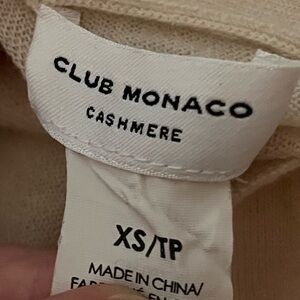 CLUB MONACO
CASHMERE
XS/TP
MADE IN CHINA/